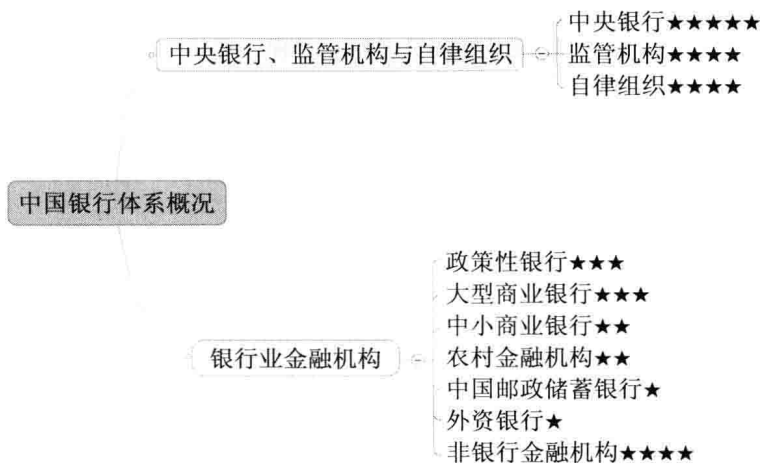 中央银行★★★★★
中央银行、监管机构与自律组织
监管机构★★★★
自律组织★★★★
中国银行体系概况
政策性银行★★★
大型商业银行★★★
中小商业银行★★
银行业金融机构
农村金融机构★★
中国邮政储蓄银行★
外资银行★
非银行金融机构★★★★